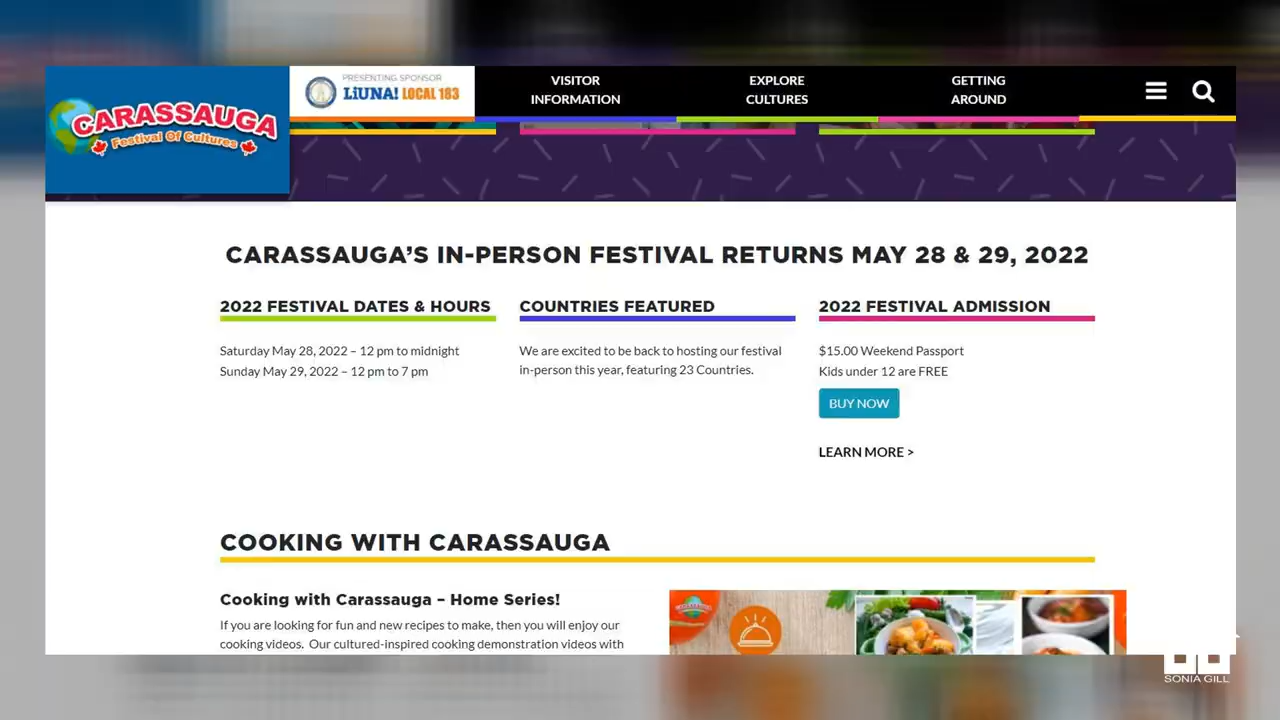 CARASSAUGA
Festival Of Cultures
PRESENTING SPONSOR
LiUNA! LOCAL 183
VISITOR
INFORMATION
EXPLORE
CULTURES
GETTING
AROUND
CARASSAUGA'S IN-PERSON FESTIVAL RETURNS MAY 28 & 29, 2022
2022 FESTIVAL DATES & HOURS
Saturday May 28, 2022 – 12 pm to midnight
Sunday May 29, 2022 – 12 pm to 7 pm
COUNTRIES FEATURED
We are excited to be back to hosting our festival
in-person this year, featuring 23 Countries.
2022 FESTIVAL ADMISSION
$15.00 Weekend Passport
Kids under 12 are FREE
BUY NOW
LEARN MORE >
COOKING WITH CARASSAUGA
Cooking with Carassauga – Home Series!
If you are looking for fun and new recipes to make, then you will enjoy our
cooking videos.  Our cultured-inspired cooking demonstration videos with
CARASSAUGA
SONIA GILL